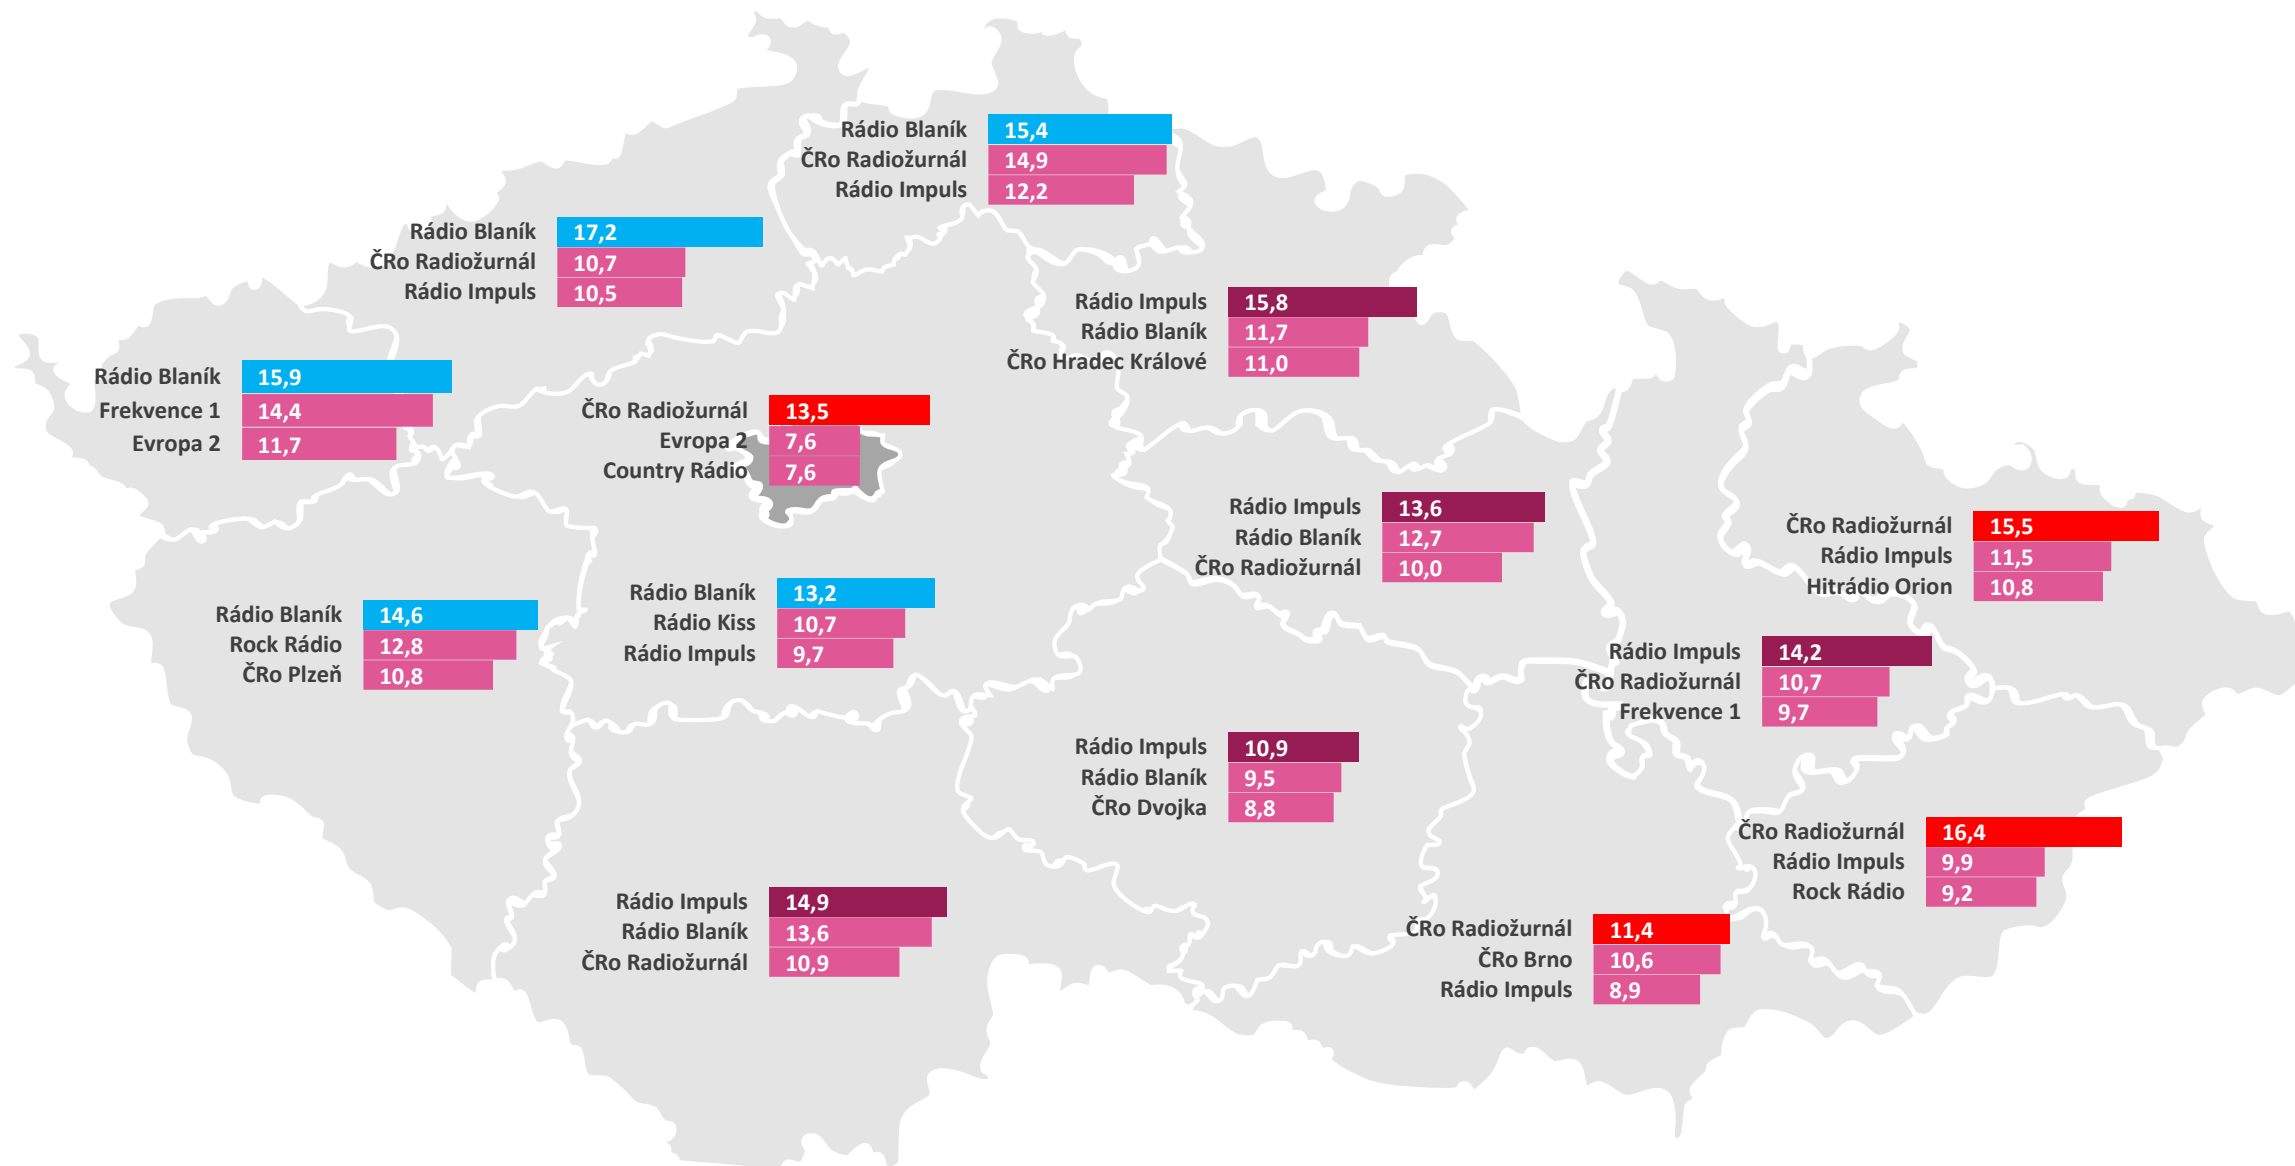 Rádio Blaník 15,4
ČRo Radiožurnál 14,9
Rádio Impuls 12,2
Rádio Blaník 17,2
ČRo Radiožurnál 10,7
Rádio Impuls 10,5
Rádio Impuls 15,8
Rádio Blaník 11,7
ČRo Hradec Králové 11,0
Rádio Blaník 15,9
Frekvence 1 14,4
Evropa 2 11,7
ČRo Radiožurnál 13,5
Evropa 2 7,6
Country Rádio 7,6
Rádio Impuls 13,6
Rádio Blaník 12,7
ČRo Radiožurnál 10,0
ČRo Radiožurnál 15,5
Rádio Impuls 11,5
Hitrádio Orion 10,8
Rádio Blaník 14,6
Rock Rádio 12,8
ČRo Plzeň 10,8
Rádio Blaník 13,2
Rádio Kiss 10,7
Rádio Impuls 9,7
Rádio Impuls 14,2
ČRo Radiožurnál 10,7
Frekvence 1 9,7
Rádio Impuls 10,9
Rádio Blaník 9,5
ČRo Dvojka 8,8
ČRo Radiožurnál 16,4
Rádio Impuls 9,9
Rock Rádio 9,2
Rádio Impuls 14,9
Rádio Blaník 13,6
ČRo Radiožurnál 10,9
ČRo Radiožurnál 11,4
ČRo Brno 10,6
Rádio Impuls 8,9